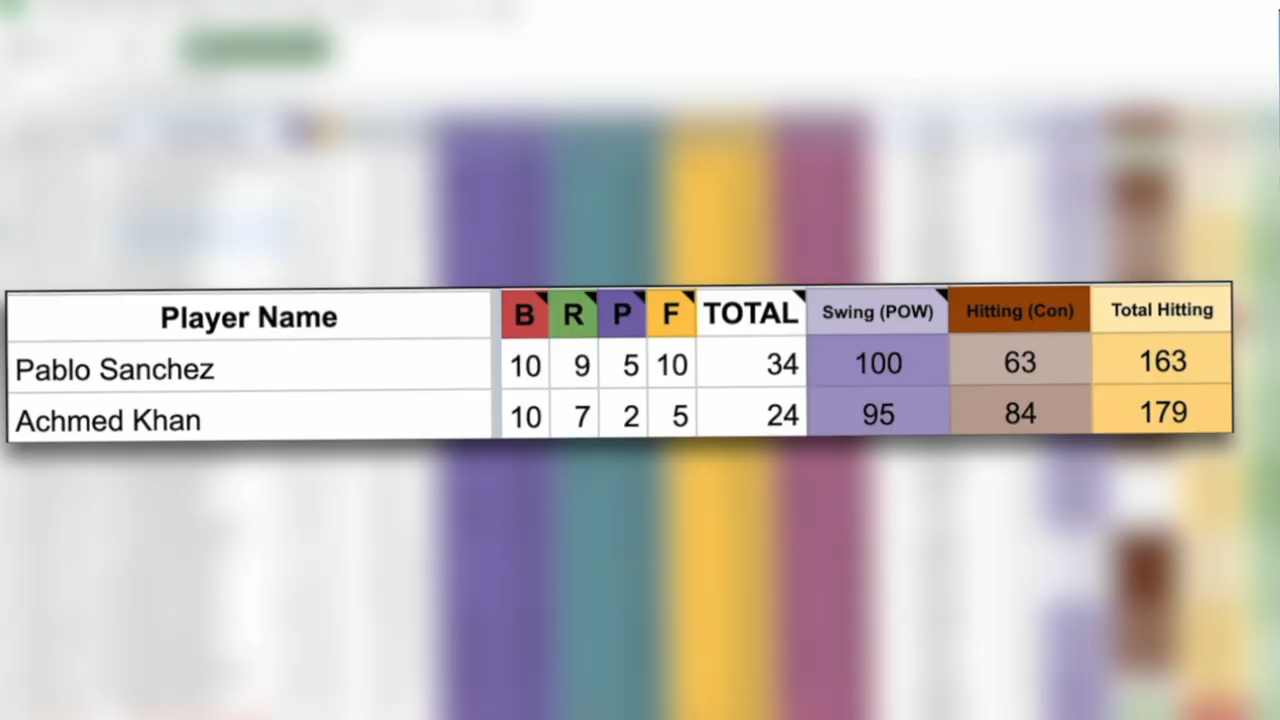 Player Name B R P F TOTAL Swing (POW) Hitting (Con) Total Hitting
Pablo Sanchez 10 9 5 10 34 100 63 163
Achmed Khan 10 7 2 5 24 95 84 179